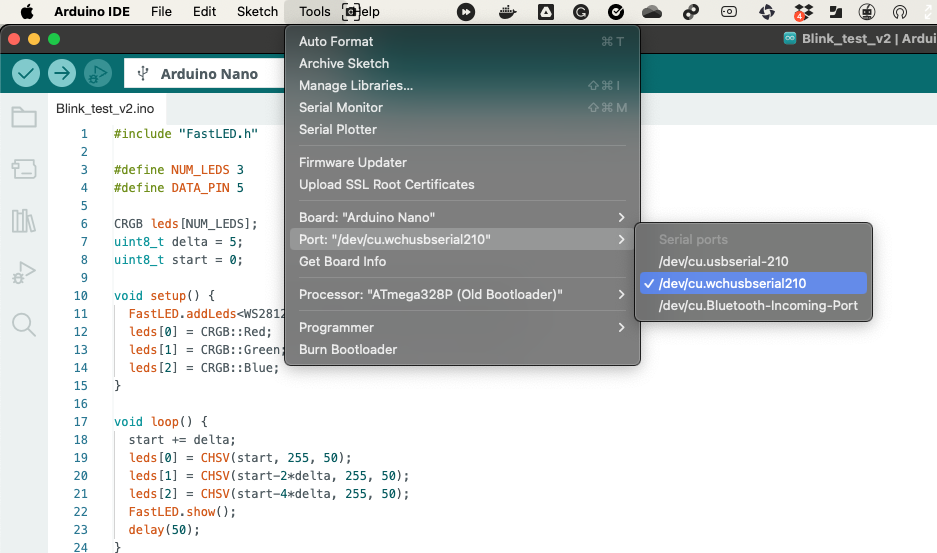 Arduino IDE File Edit Sketch Tools Help
4
Blink_test_v2 | Ardui
Arduino Nano
Blink_test_v2.ino
Auto Format ⌘ T
Archive Sketch
Manage Libraries... ⇧ ⌘ I
Serial Monitor ⇧ ⌘ M
Serial Plotter
Firmware Updater
Upload SSL Root Certificates
Board: "Arduino Nano"
Port: "/dev/cu.wchusbserial210"
Get Board Info
Processor: "ATmega328P (Old Bootloader)"
Programmer
Burn Bootloader
Serial ports
/dev/cu.usbserial-210
✓ /dev/cu.wchusbserial210
/dev/cu.Bluetooth-Incoming-Port
1 #include "FastLED.h"
2
3 #define NUM_LEDS 3
4 #define DATA_PIN 5
5
6 CRGB leds[NUM_LEDS];
7 uint8_t delta = 5;
8 uint8_t start = 0;
9
10 void setup() {
11 FastLED.addLeds<WS2812
12 leds[0] = CRGB::Red;
13 leds[1] = CRGB::Green;
14 leds[2] = CRGB::Blue;
15 }
16
17 void loop() {
18 start += delta;
19 leds[0] = CHSV(start, 255, 50);
20 leds[1] = CHSV(start-2*delta, 255, 50);
21 leds[2] = CHSV(start-4*delta, 255, 50);
22 FastLED.show();
23 delay(50);
24 }